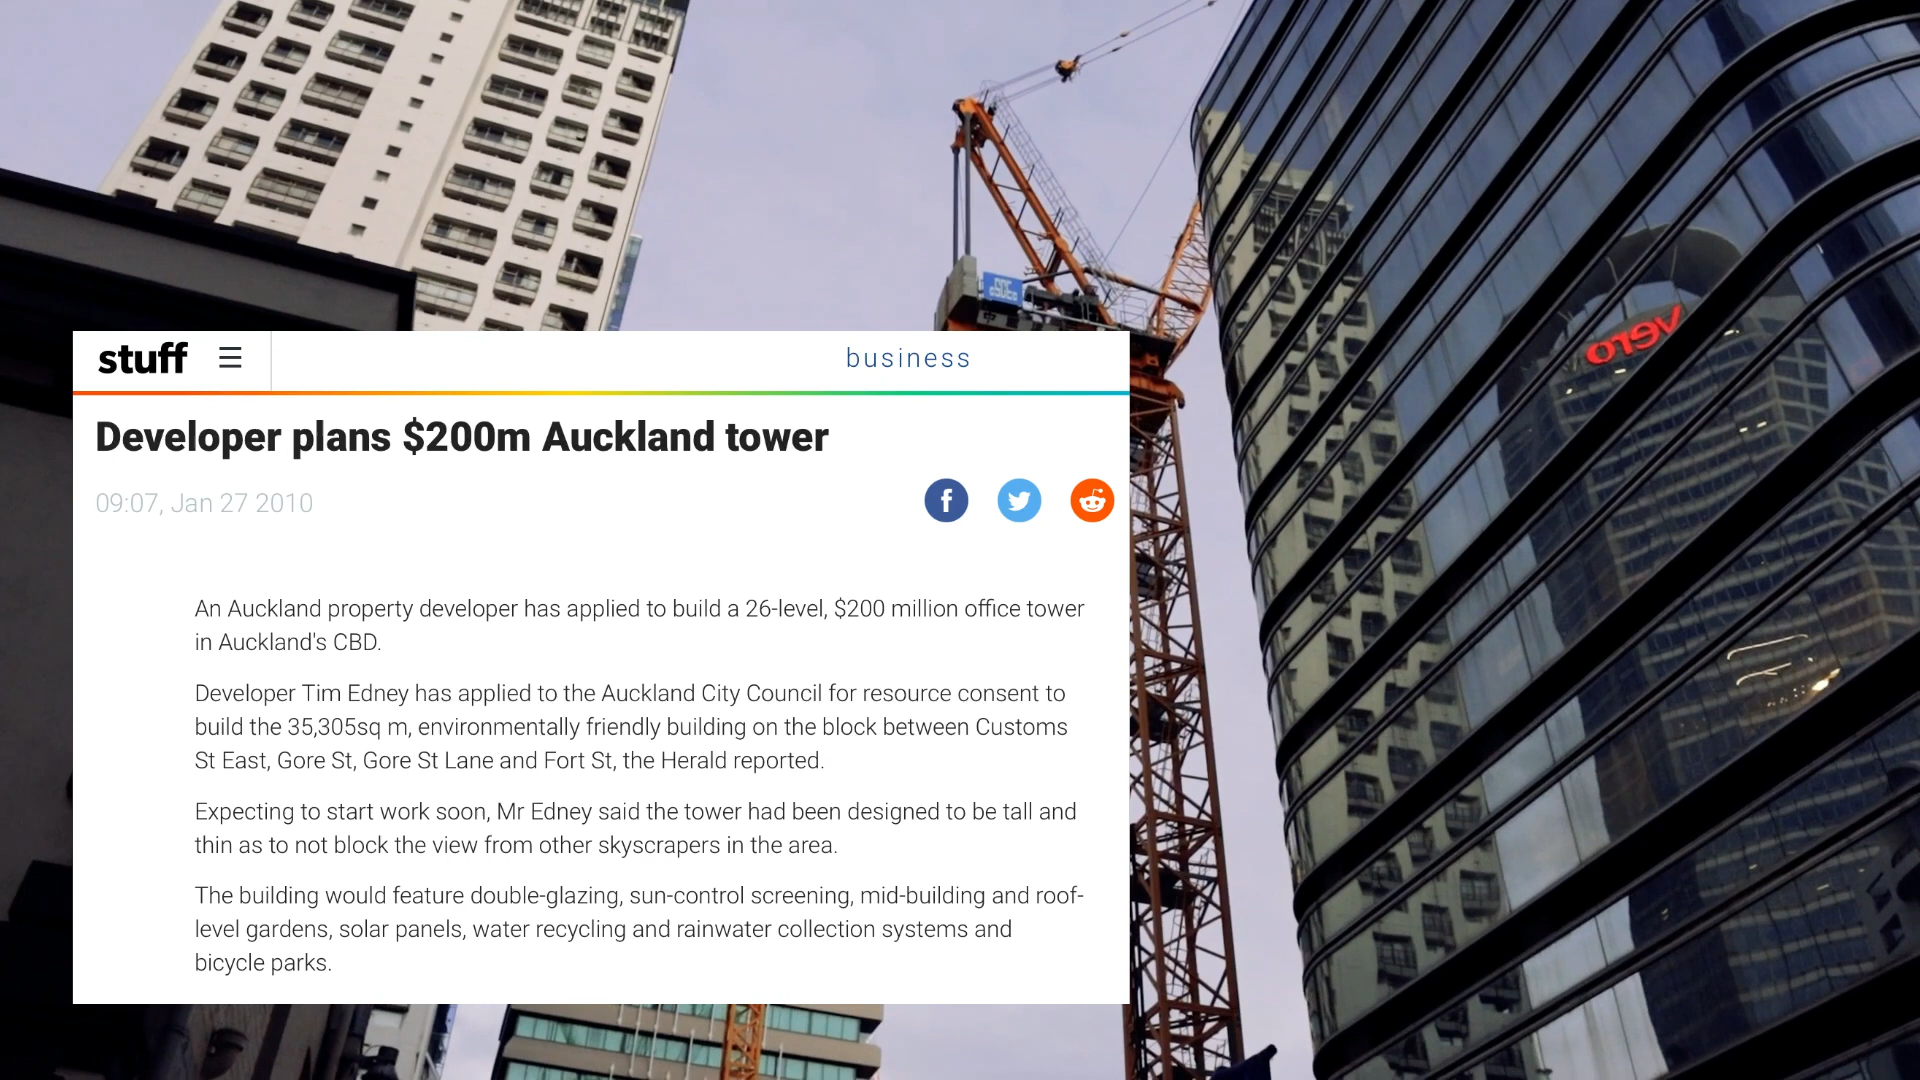 stuff
business
Developer plans $200m Auckland tower
09:07, Jan 27 2010
An Auckland property developer has applied to build a 26-level, $200 million office tower
in Auckland's CBD.
Developer Tim Edney has applied to the Auckland City Council for resource consent to
build the 35,305sq m, environmentally friendly building on the block between Customs
St East, Gore St, Gore St Lane and Fort St, the Herald reported.
Expecting to start work soon, Mr Edney said the tower had been designed to be tall and
thin as to not block the view from other skyscrapers in the area.
The building would feature double-glazing, sun-control screening, mid-building and roof-
level gardens, solar panels, water recycling and rainwater collection systems and
bicycle parks.
vero